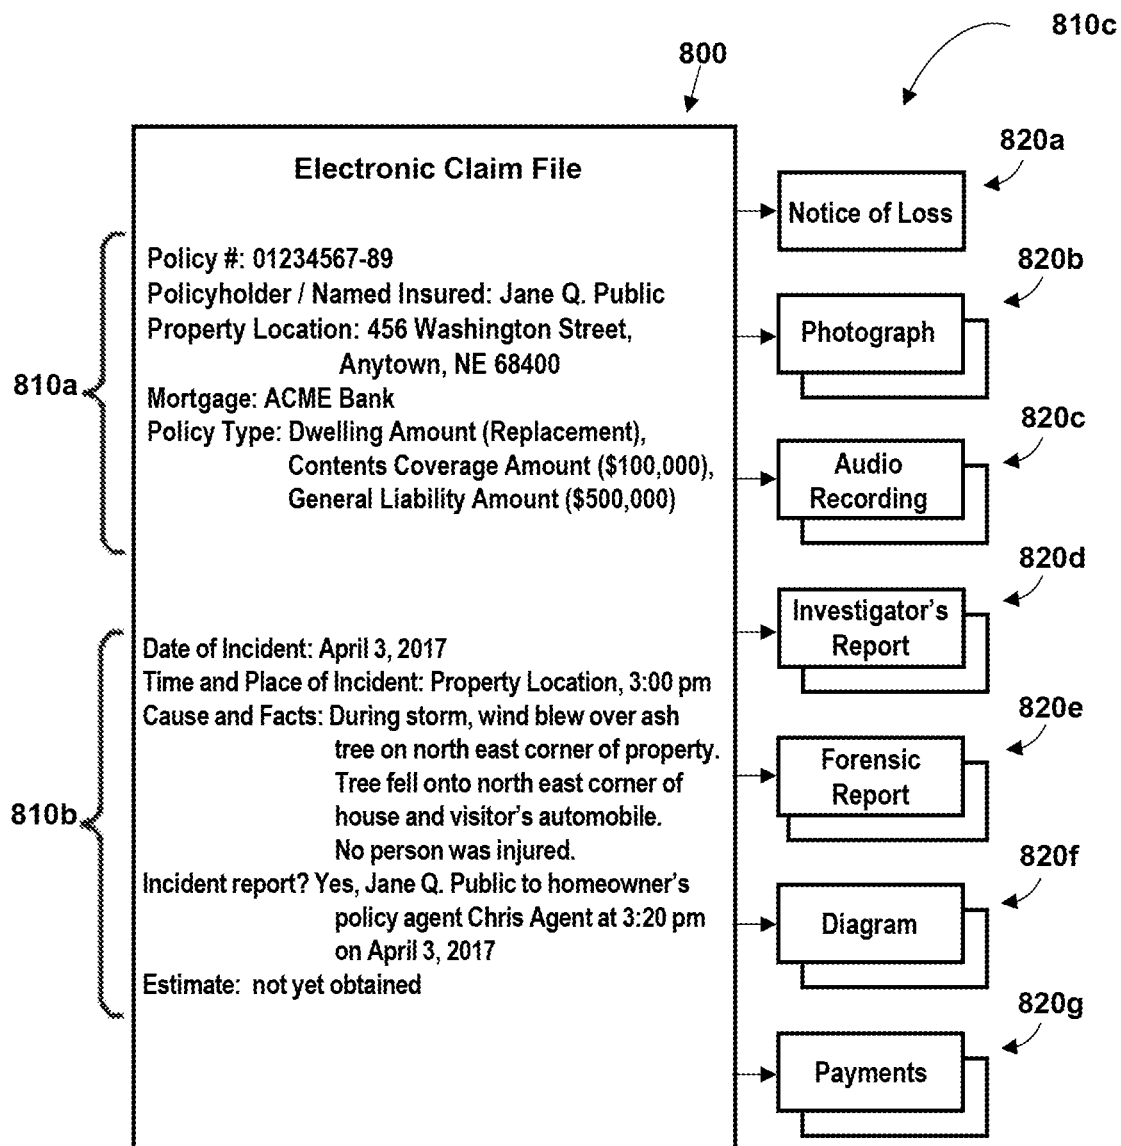 810c
800
Electronic Claim File
820a
Notice of Loss
810a
Policy #: 01234567-89
Policyholder / Named Insured: Jane Q. Public
Property Location: 456 Washington Street,
Anytown, NE 68400
Mortgage: ACME Bank
Policy Type: Dwelling Amount (Replacement),
Contents Coverage Amount ($100,000),
General Liability Amount ($500,000)
820b
Photograph
820c
Audio
Recording
820d
Investigator's
Report
810b
Date of Incident: April 3, 2017
Time and Place of Incident: Property Location, 3:00 pm
Cause and Facts: During storm, wind blew over ash
tree on north east corner of property.
Tree fell onto north east corner of
house and visitor's automobile.
No person was injured.
Incident report? Yes, Jane Q. Public to homeowner's
policy agent Chris Agent at 3:20 pm
on April 3, 2017
Estimate: not yet obtained
820e
Forensic
Report
820f
Diagram
820g
Payments